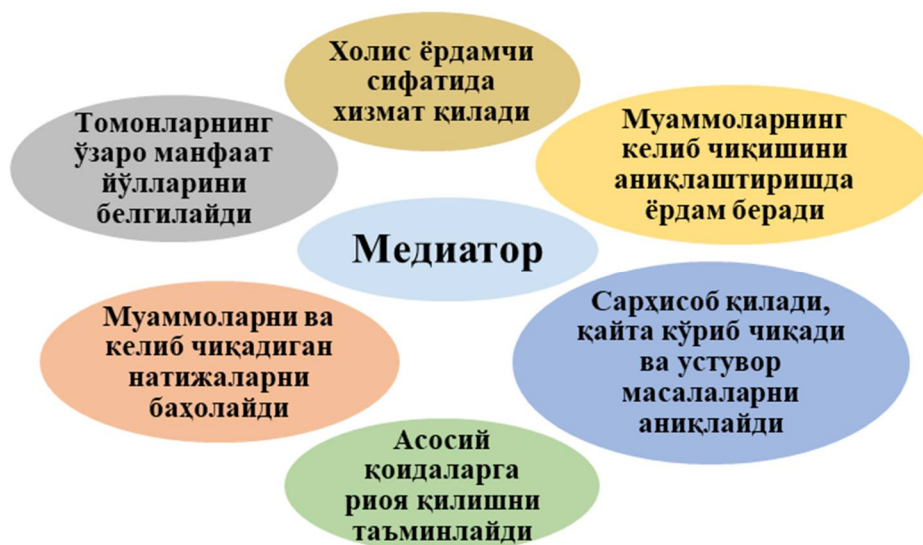 Холис ёрдамчи
сифатида
хизмат қилади
Томонларнинг
ўзаро манфаат
йўлларини
белгилайди
Муаммоларнинг
келиб чиқишини
аниқлаштиришда
ёрдам беради
Медиатор
Муаммоларни ва
келиб чиқадиган
натижаларни
баҳолайди
Сарҳисоб қилади,
қайта кўриб чиқади
ва устувор
масалаларни
аниқлайди
Асосий
қоидаларга
риоя қилишни
таъминлайди